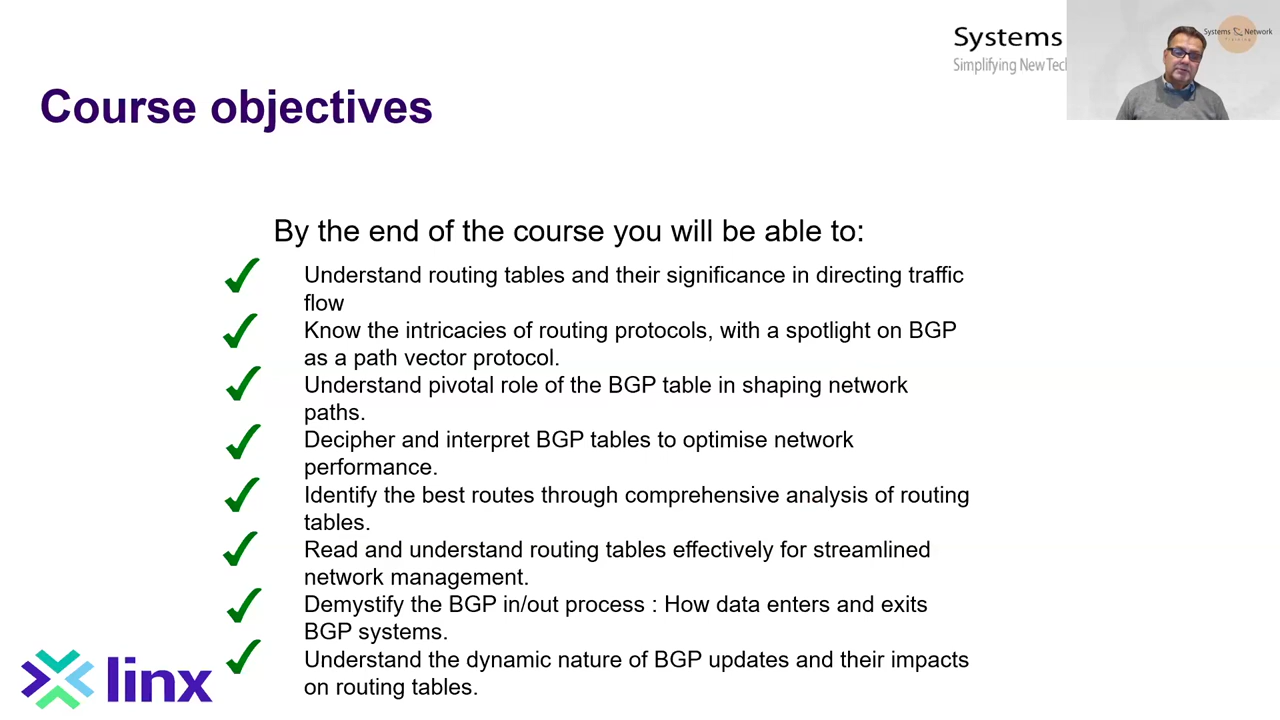 Systems
Simplifying New Tec
Systems Network
Training
Course objectives
By the end of the course you will be able to:
Understand routing tables and their significance in directing traffic
flow
Know the intricacies of routing protocols, with a spotlight on BGP
as a path vector protocol.
Understand pivotal role of the BGP table in shaping network
paths.
Decipher and interpret BGP tables to optimise network
performance.
Identify the best routes through comprehensive analysis of routing
tables.
Read and understand routing tables effectively for streamlined
network management.
Demystify the BGP in/out process : How data enters and exits
BGP systems.
Understand the dynamic nature of BGP updates and their impacts
on routing tables.
linx